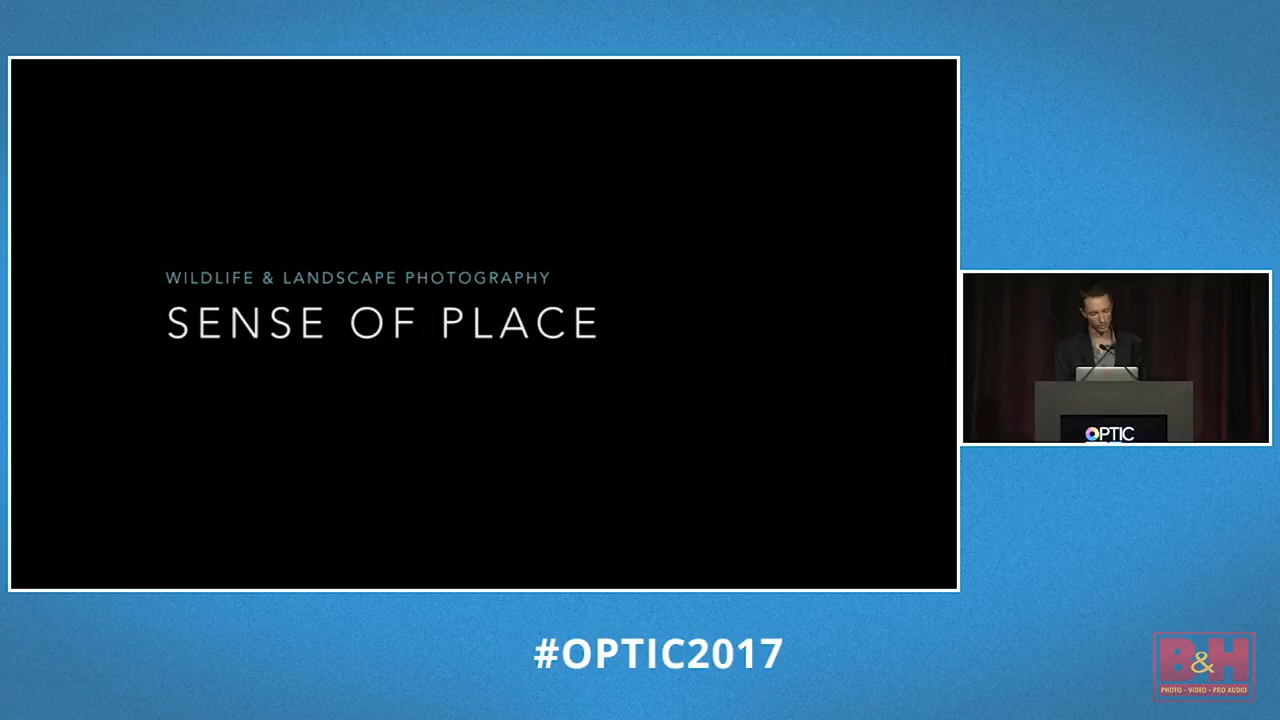 WILDLIFE & LANDSCAPE PHOTOGRAPHY
SENSE OF PLACE
OPTIC
#OPTIC2017
B&H
PHOTO - VIDEO - PRO AUDIO